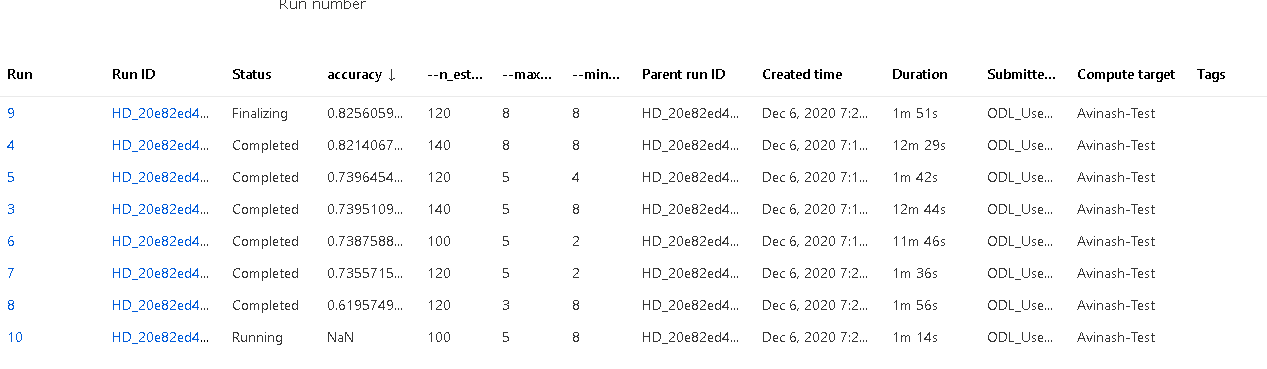 Run number
Run Run ID Status accuracy ↓ --n_est... --max... --min... Parent run ID Created time Duration Submitte... Compute target Tags
9 HD_20e82ed4... Finalizing 0.8256059... 120 8 8 HD_20e82ed4... Dec 6, 2020 7:2... 1m 51s ODL_Use... Avinash-Test
4 HD_20e82ed4... Completed 0.8214067... 140 8 8 HD_20e82ed4... Dec 6, 2020 7:1... 12m 29s ODL_Use... Avinash-Test
5 HD_20e82ed4... Completed 0.7396454... 120 5 4 HD_20e82ed4... Dec 6, 2020 7:1... 1m 42s ODL_Use... Avinash-Test
3 HD_20e82ed4... Completed 0.7395109... 140 5 8 HD_20e82ed4... Dec 6, 2020 7:1... 12m 44s ODL_Use... Avinash-Test
6 HD_20e82ed4... Completed 0.7387588... 100 5 2 HD_20e82ed4... Dec 6, 2020 7:1... 11m 46s ODL_Use... Avinash-Test
7 HD_20e82ed4... Completed 0.7355715... 120 5 2 HD_20e82ed4... Dec 6, 2020 7:2... 1m 36s ODL_Use... Avinash-Test
8 HD_20e82ed4... Completed 0.6195749... 120 3 8 HD_20e82ed4... Dec 6, 2020 7:2... 1m 56s ODL_Use... Avinash-Test
10 HD_20e82ed4... Running NaN 100 5 8 HD_20e82ed4... Dec 6, 2020 7:2... 1m 14s ODL_Use... Avinash-Test